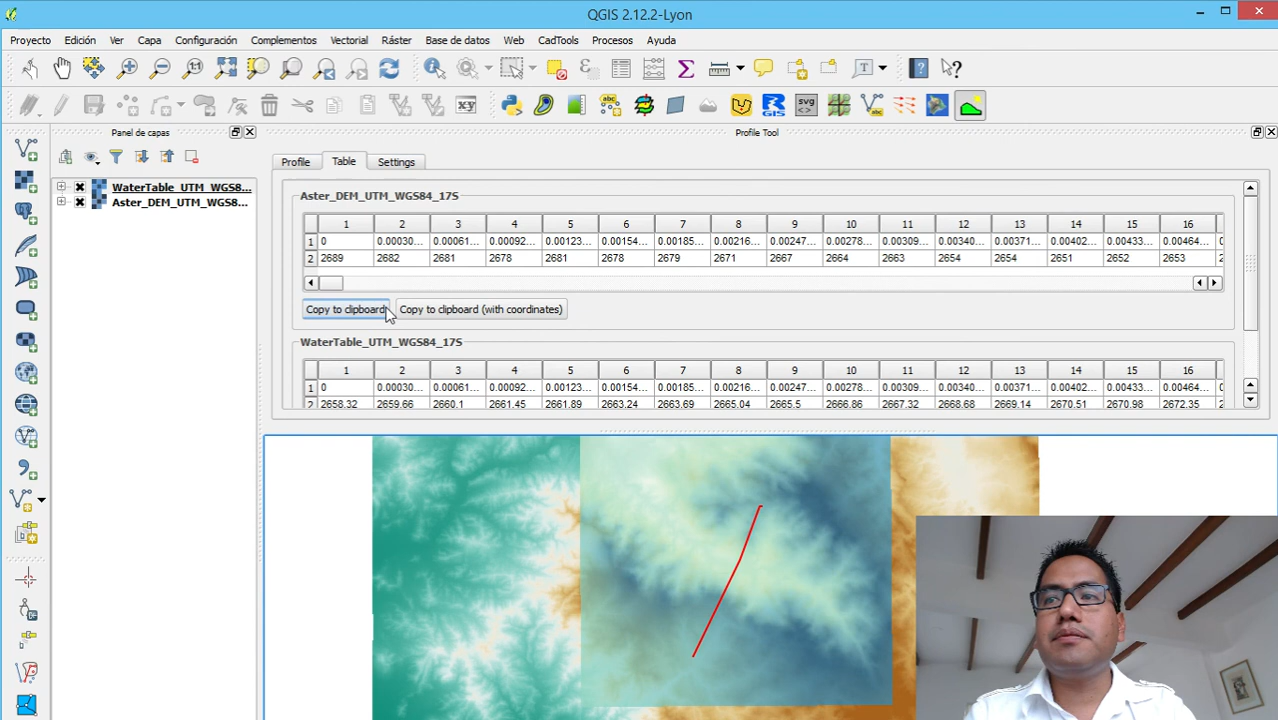 QGIS 2.12.2-Lyon
Proyecto Edición Ver Capa Configuración Complementos Vectorial Ráster Base de datos Web CadTools Procesos Ayuda
Panel de capas
Profile Tool
WaterTable_UTM_WGS8...
Aster_DEM_UTM_WGS8...
Profile Table Settings
Aster_DEM_UTM_WGS84_17S
1 2 3 4 5 6 7 8 9 10 11 12 13 14 15 16
1 0 0.00030... 0.00061... 0.00092... 0.00123... 0.00154... 0.00185... 0.00216... 0.00247... 0.00278... 0.00309... 0.00340... 0.00371... 0.00402... 0.00433... 0.00464...
2 2689 2682 2681 2678 2681 2678 2679 2671 2667 2664 2663 2654 2654 2651 2652 2653
Copy to clipboard Copy to clipboard (with coordinates)
WaterTable_UTM_WGS84_17S
1 2 3 4 5 6 7 8 9 10 11 12 13 14 15 16
1 0 0.00030... 0.00061... 0.00092... 0.00123... 0.00154... 0.00185... 0.00216... 0.00247... 0.00278... 0.00309... 0.00340... 0.00371... 0.00402... 0.00433... 0.00464...
2 2658.32 2659.66 2660.1 2661.45 2661.89 2663.24 2663.69 2665.04 2665.5 2666.86 2667.32 2668.68 2669.14 2670.51 2670.98 2672.35